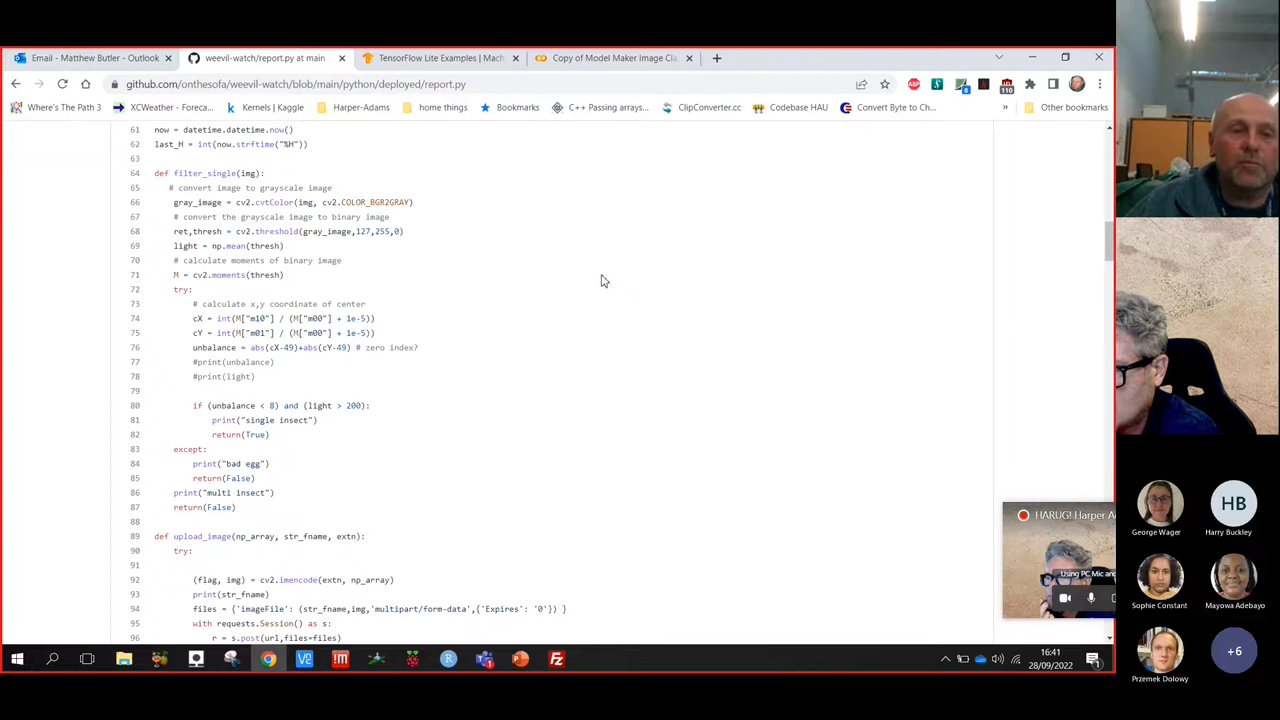 Email - Matthew Butler - Outlook
weevil-watch/report.py at main
TensorFlow Lite Examples | Mach
Copy of Model Maker Image Cla
github.com/onthesofa/weevil-watch/blob/main/python/deployed/report.py
Where's The Path 3
XCWeather - Foreca...
Kernels | Kaggle
Harper-Adams
home things
Bookmarks
C++ Passing arrays...
ClipConverter.cc
Codebase HAU
Convert Byte to Ch...
Other bookmarks
61 now = datetime.datetime.now()
62 last_H = int(now.strftime("%H"))
63
64 def filter_single(img):
65 # convert image to grayscale image
66 gray_image = cv2.cvtColor(img, cv2.COLOR_BGR2GRAY)
67 # convert the grayscale image to binary image
68 ret,thresh = cv2.threshold(gray_image,127,255,0)
69 light = np.mean(thresh)
70 # calculate moments of binary image
71 M = cv2.moments(thresh)
72 try:
73 # calculate x,y coordinate of center
74 cX = int(M["m10"] / (M["m00"] + 1e-5))
75 cY = int(M["m01"] / (M["m00"] + 1e-5))
76 unbalance = abs(cX-49)+abs(cY-49) # zero index?
77 #print(unbalance)
78 #print(light)
79
80 if (unbalance < 8) and (light > 200):
81 print("single insect")
82 return(True)
83 except:
84 print("bad egg")
85 return(False)
86 print("multi insect")
87 return(False)
88
89 def upload_image(np_array, str_fname, extn):
90 try:
91
92 (flag, img) = cv2.imencode(extn, np_array)
93 print(str_fname)
94 files = {'imageFile': (str_fname,img,'multipart/form-data',{'Expires': '0'}) }
95 with requests.Session() as s:
96 r = s.post(url,files=files)
HARUG! Harper A
Using PC Mic and
HB
George Wager
Harry Buckley
Sophie Constant
Mayowa Adebayo
+6
Przemek Dolowy
16:41
28/09/2022